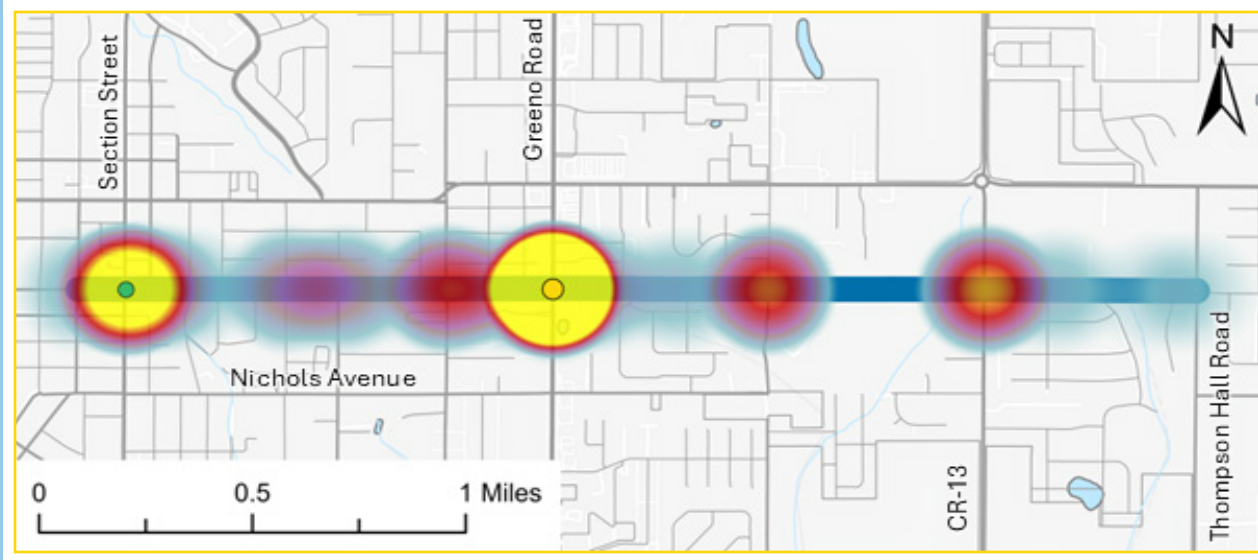 Section Street
Greeno Road
N
Nichols Avenue
0 0.5 1 Miles
CR-13
Thompson Hall Road